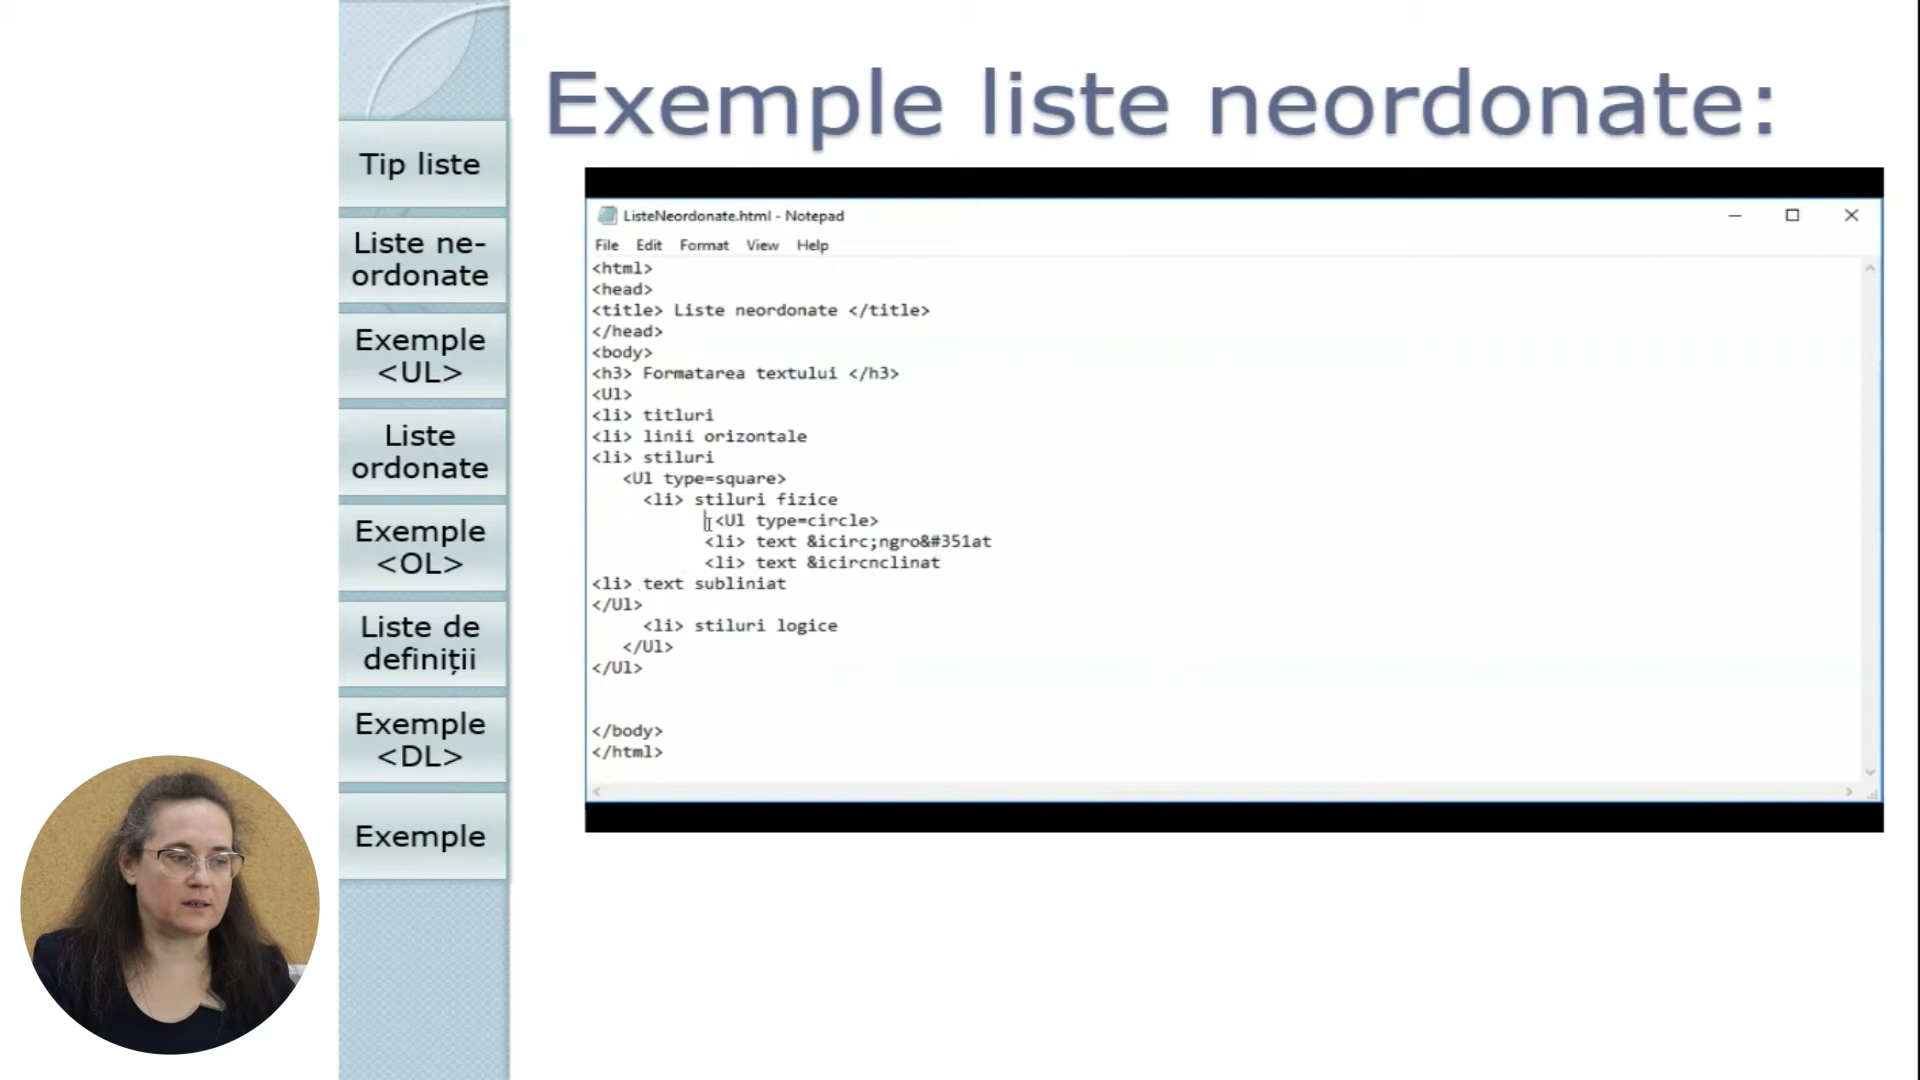 Exemple liste neordonate:
Tip liste
Liste ne-
ordonate
Exemple
<UL>
Liste
ordonate
Exemple
<OL>
Liste de
definiții
Exemple
<DL>
Exemple
ListeNeordonate.html - Notepad
File Edit Format View Help
<html>
<head>
<title> Liste neordonate </title>
</head>
<body>
<h3> Formatarea textului </h3>
<Ul>
<li> titluri
<li> linii orizontale
<li> stiluri
<Ul type=square>
<li> stiluri fizice
<Ul type=circle>
<li> text &icirc;ngro&#351at
<li> text &icircnclinat
<li> text subliniat
</Ul>
<li> stiluri logice
</Ul>
</Ul>
</body>
</html>